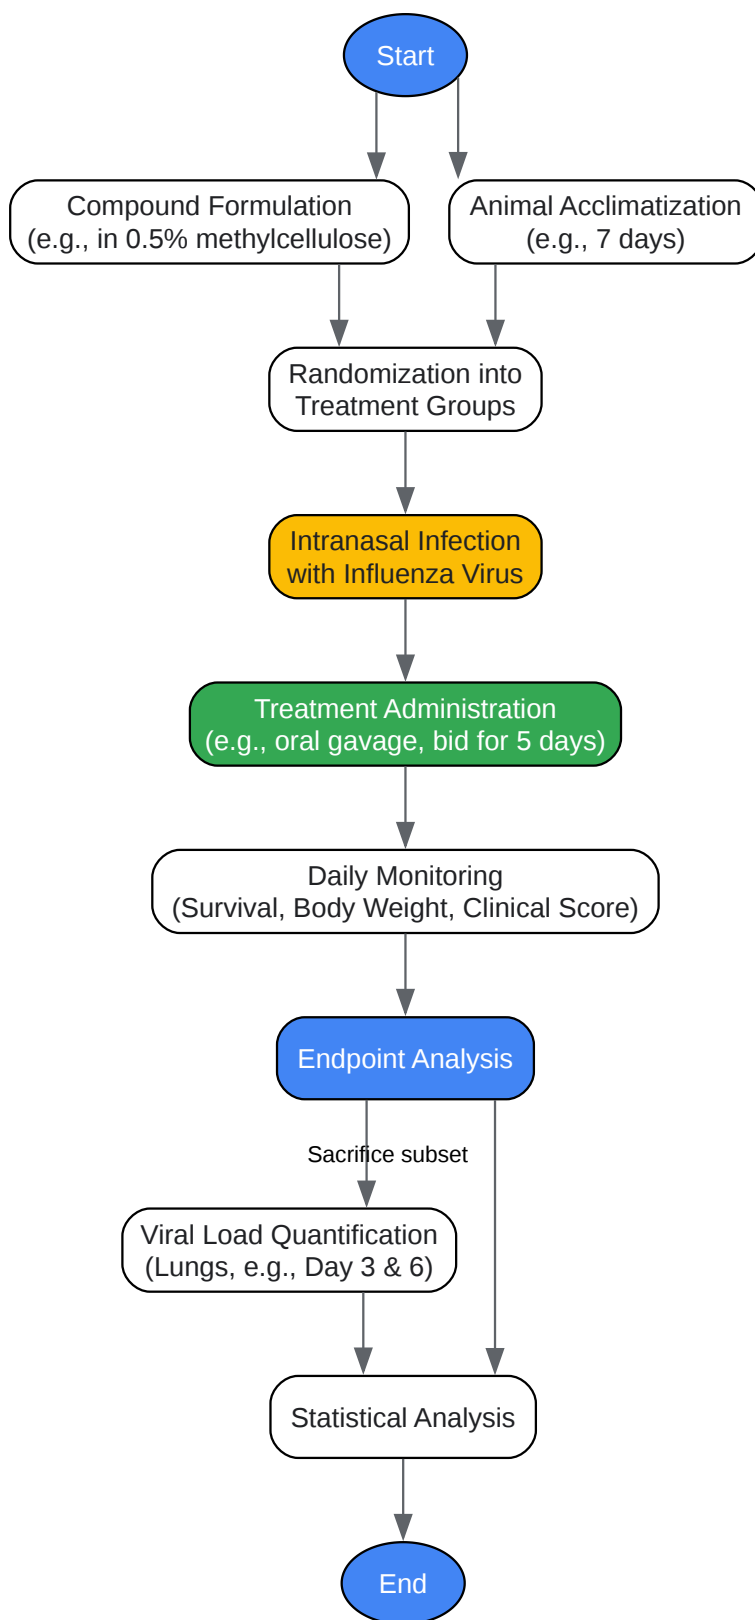 Start
Compound Formulation
(e.g., in 0.5% methylcellulose)
Animal Acclimatization
(e.g., 7 days)
Randomization into
Treatment Groups
Intranasal Infection
with Influenza Virus
Treatment Administration
(e.g., oral gavage, bid for 5 days)
Daily Monitoring
(Survival, Body Weight, Clinical Score)
Endpoint Analysis
Sacrifice subset
Viral Load Quantification
(Lungs, e.g., Day 3 & 6)
Statistical Analysis
End